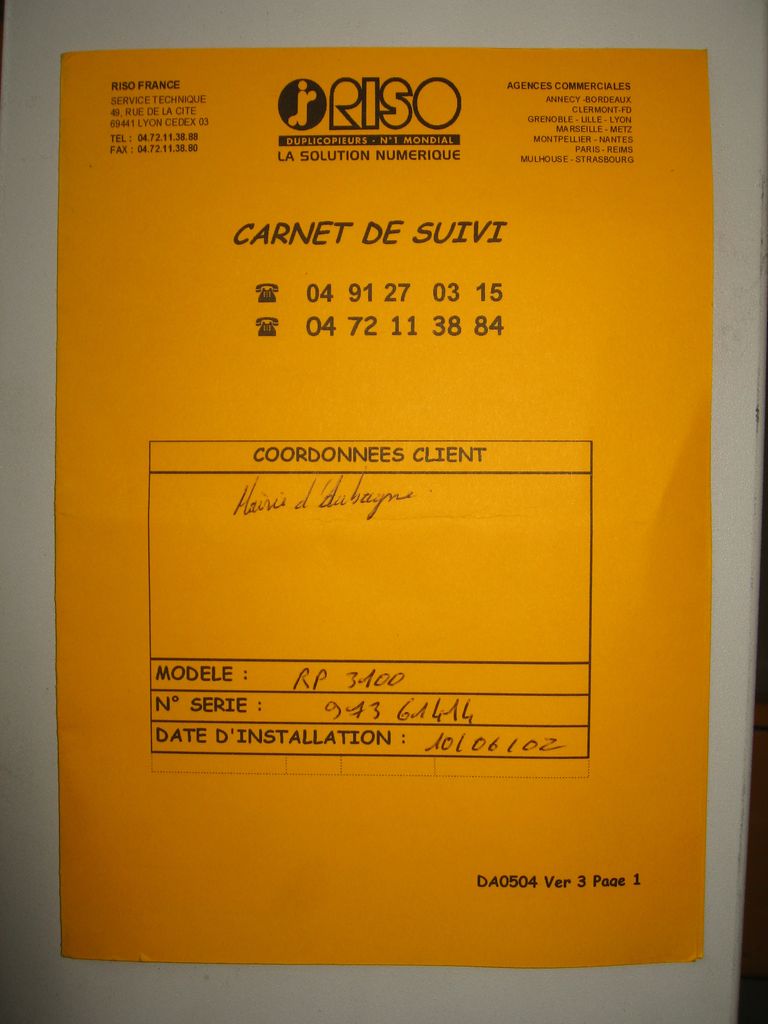 RISO FRANCE
SERVICE TECHNIQUE
49, RUE DE LA CITE
69441 LYON CEDEX 03
TEL : 04.72.11.38.88
FAX : 04.72.11.38.80
RISO
DUPLICOPIEURS - N°1 MONDIAL
LA SOLUTION NUMERIQUE
AGENCES COMMERCIALES
ANNECY -BORDEAUX
CLERMONT-FD
GRENOBLE - LILLE - LYON
MARSEILLE - METZ
MONTPELLIER - NANTES
PARIS - REIMS
MULHOUSE - STRASBOURG
CARNET DE SUIVI
04 91 27 03 15
04 72 11 38 84
COORDONNEES CLIENT
Mairie d'Aubagne
MODELE : RP 3100
N° SERIE : 973 61414
DATE D'INSTALLATION : 10/06/02
DA0504 Ver 3 Page 1